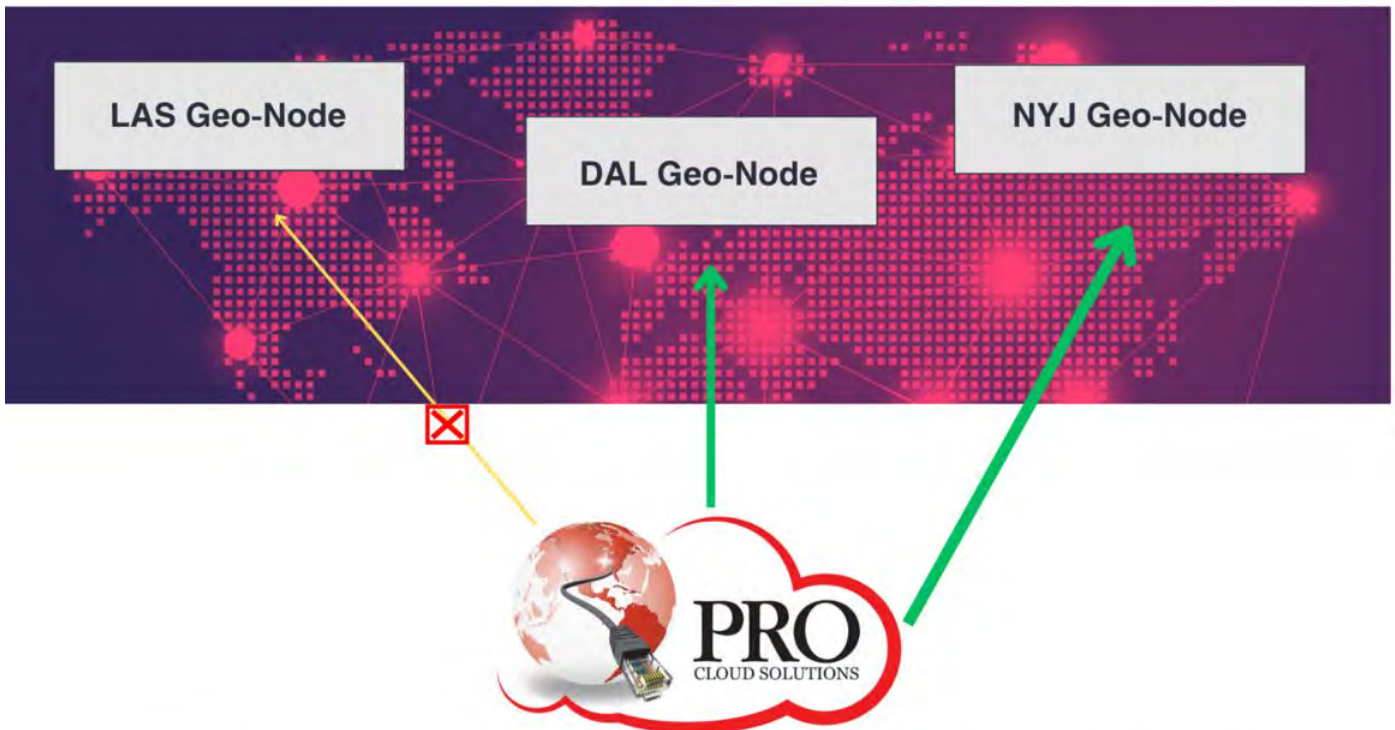 LAS Geo-Node
DAL Geo-Node
NYJ Geo-Node
PRO
CLOUD SOLUTIONS